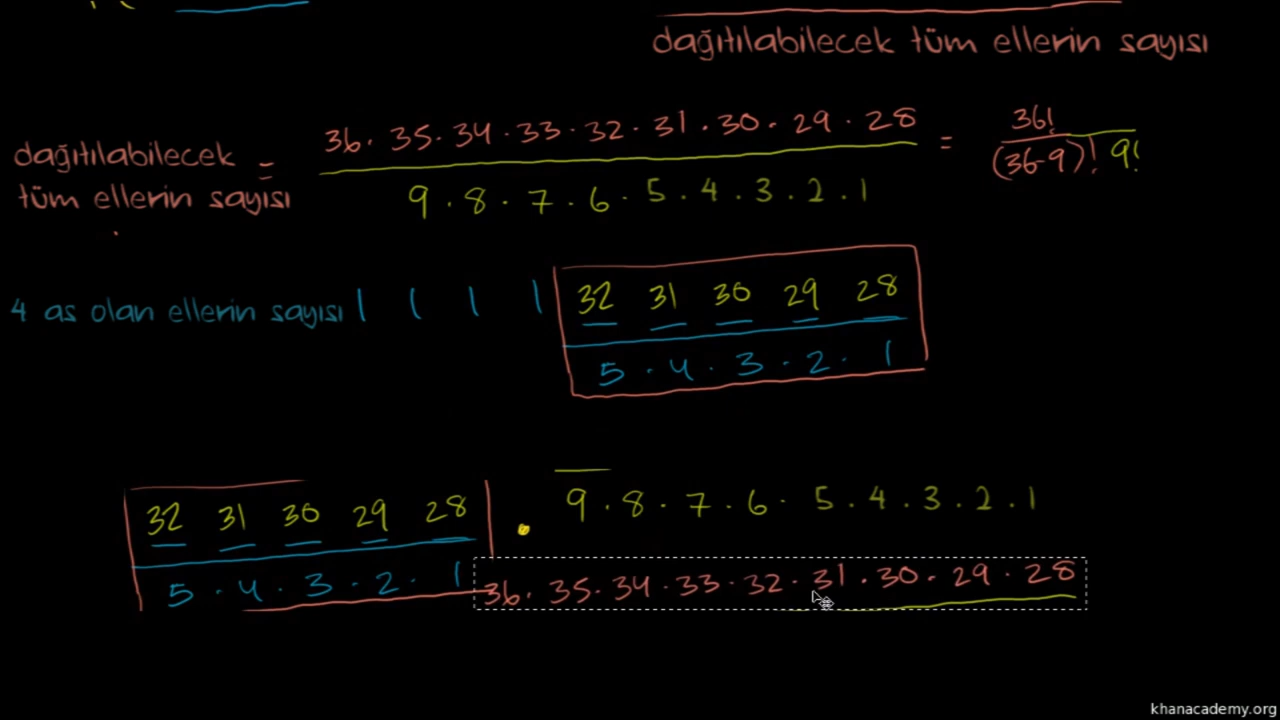 dağıtılabilecek tüm ellerin sayısı
dağıtılabilecek tüm ellerin sayısı = 36 . 35 . 34 . 33 . 32 . 31 . 30 . 29 . 28 = 36!
9 . 8 . 7 . 6 . 5 . 4 . 3 . 2 . 1 (36-9)! 9!
4 as olan ellerin sayısı 1 1 1 1 32 31 30 29 28
5 . 4 . 3 . 2 . 1
32 31 30 29 28 . 9 . 8 . 7 . 6 . 5 . 4 . 3 . 2 . 1
5 . 4 . 3 . 2 . 1 36 . 35 . 34 . 33 . 32 . 31 . 30 . 29 . 28
khanacademy.org